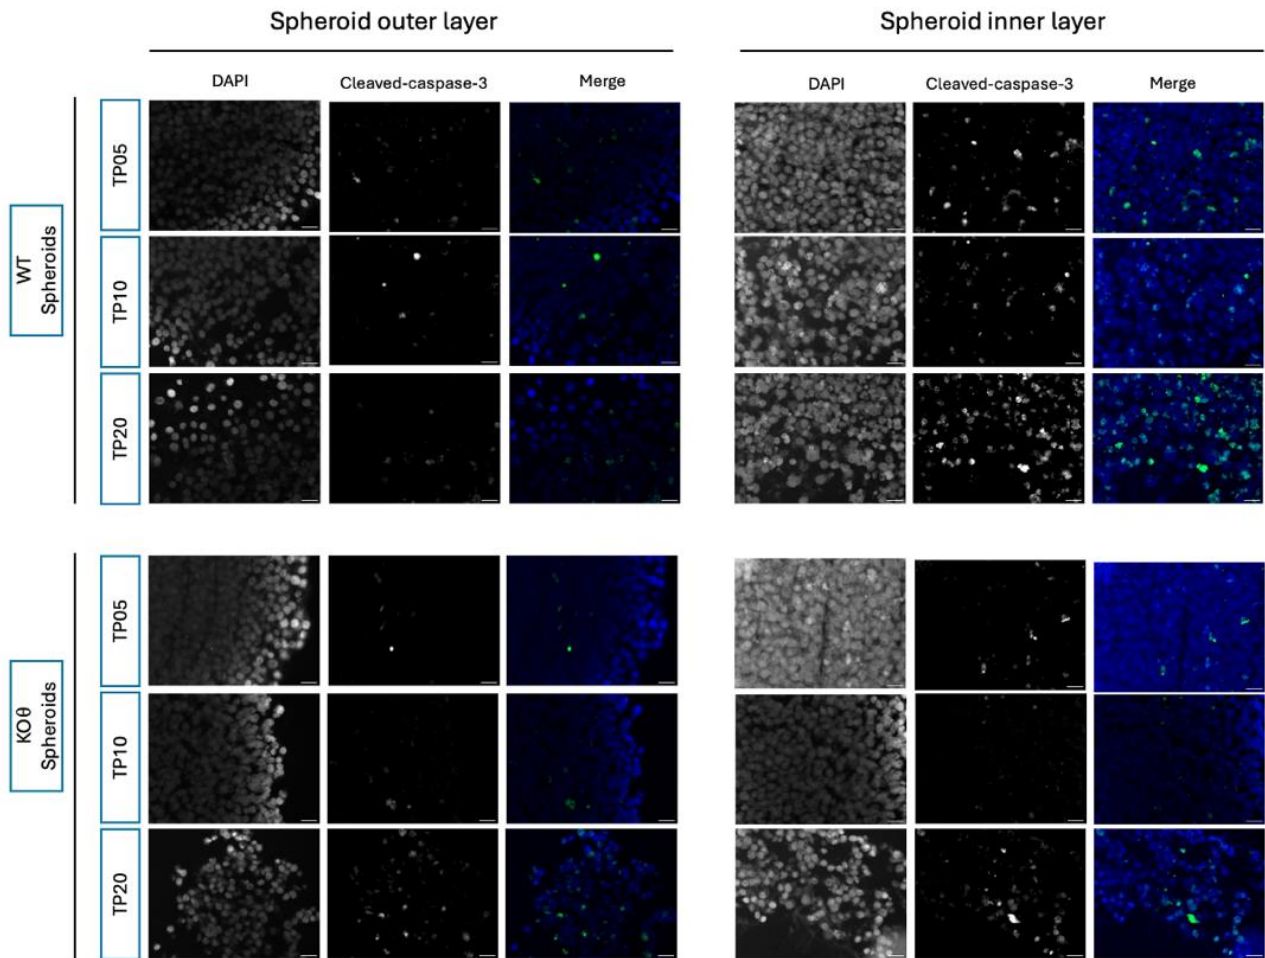 Spheroid outer layer
Spheroid inner layer
DAPI
Cleaved-caspase-3
Merge
DAPI
Cleaved-caspase-3
Merge
WT
Spheroids
TP05
TP10
TP20
KOθ
Spheroids
TP05
TP10
TP20